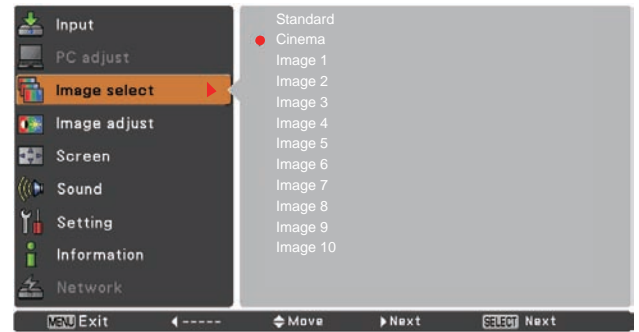 Input
PC adjust
Image select
Image adjust
Screen
Sound
Setting
Information
Network
Standard
Cinema
Image 1
Image 2
Image 3
Image 4
Image 5
Image 6
Image 7
Image 8
Image 9
Image 10
MENU Exit ◀----- ◆Move ▶Next SELECT Next